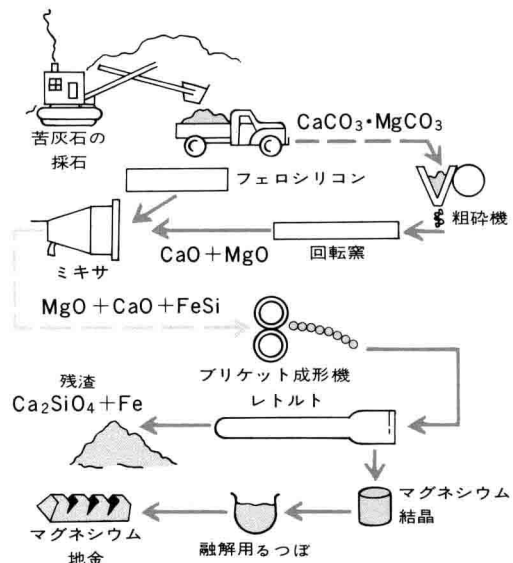 苦灰石の
採石
CaCO₃・MgCO₃
フェロシリコン
粗砕機
ミキサ
CaO＋MgO
回転窯
MgO＋CaO＋FeSi
ブリケット成形機
残渣
Ca₂SiO₄＋Fe
レトルト
マグネシウム
結晶
マグネシウム
地金
融解用るつぼ